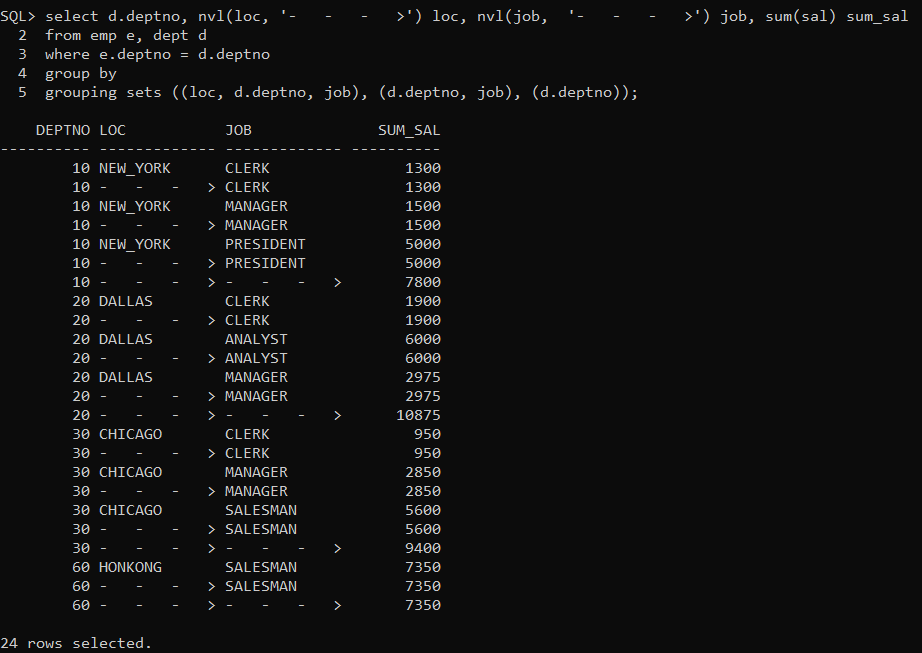 SQL> select d.deptno, nvl(loc, '-   -   -   >') loc, nvl(job,  '-   -   -   >') job, sum(sal) sum_sal
  2  from emp e, dept d
  3  where e.deptno = d.deptno
  4  group by
  5  grouping sets ((loc, d.deptno, job), (d.deptno, job), (d.deptno));

    DEPTNO LOC           JOB              SUM_SAL
---------- ------------- ------------- ----------
        10 NEW_YORK      CLERK               1300
        10 -   -   -   > CLERK               1300
        10 NEW_YORK      MANAGER             1500
        10 -   -   -   > MANAGER             1500
        10 NEW_YORK      PRESIDENT           5000
        10 -   -   -   > PRESIDENT           5000
        10 -   -   -   > -   -   -   >       7800
        20 DALLAS        CLERK               1900
        20 -   -   -   > CLERK               1900
        20 DALLAS        ANALYST             6000
        20 -   -   -   > ANALYST             6000
        20 DALLAS        MANAGER             2975
        20 -   -   -   > MANAGER             2975
        20 -   -   -   > -   -   -   >      10875
        30 CHICAGO       CLERK                950
        30 -   -   -   > CLERK                950
        30 CHICAGO       MANAGER             2850
        30 -   -   -   > MANAGER             2850
        30 CHICAGO       SALESMAN            5600
        30 -   -   -   > SALESMAN            5600
        30 -   -   -   > -   -   -   >       9400
        60 HONKONG       SALESMAN            7350
        60 -   -   -   > SALESMAN            7350
        60 -   -   -   > -   -   -   >       7350

24 rows selected.